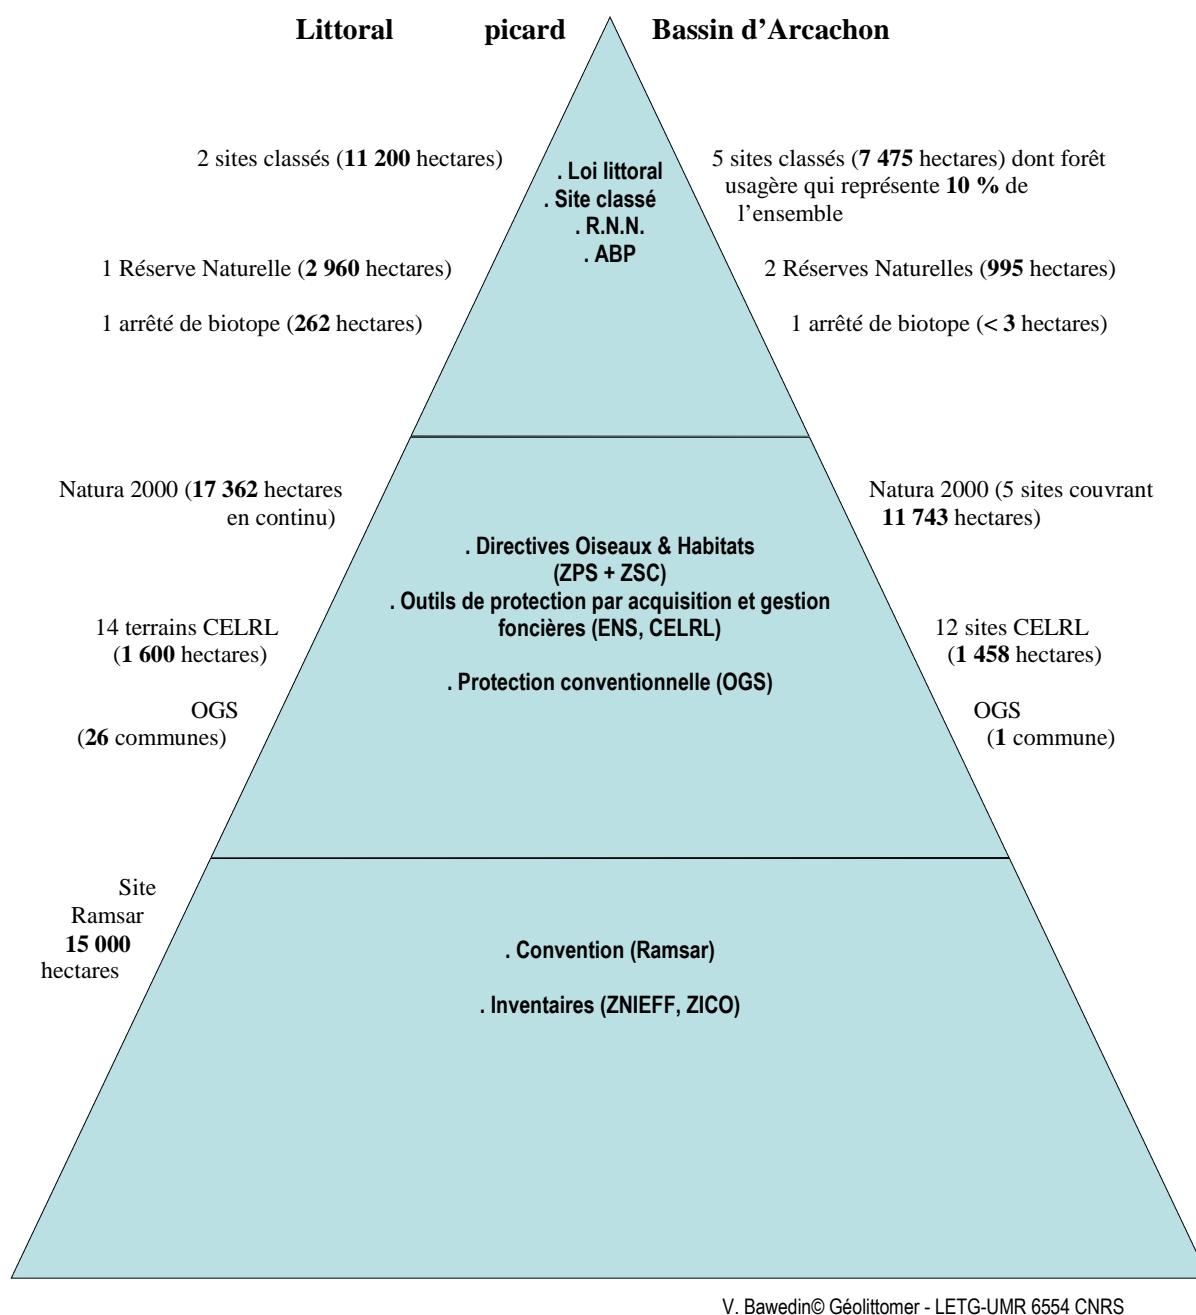 Littoral picard
Bassin d’Arcachon
2 sites classés (11 200 hectares)
. Loi littoral
. Site classé
. R.N.N.
. ABP
5 sites classés (7 475 hectares) dont forêt
usagère qui représente 10 % de
l’ensemble
1 Réserve Naturelle (2 960 hectares)
2 Réserves Naturelles (995 hectares)
1 arrêté de biotope (262 hectares)
1 arrêté de biotope (< 3 hectares)
Natura 2000 (17 362 hectares
en continu)
Natura 2000 (5 sites couvrant
11 743 hectares)
. Directives Oiseaux & Habitats
(ZPS + ZSC)
. Outils de protection par acquisition et gestion
foncières (ENS, CELRL)
. Protection conventionnelle (OGS)
14 terrains CELRL
(1 600 hectares)
12 sites CELRL
(1 458 hectares)
OGS
(26 communes)
OGS
(1 commune)
Site
Ramsar
15 000
hectares
. Convention (Ramsar)
. Inventaires (ZNIEFF, ZICO)
V. Bawedin© Géolittomer - LETG-UMR 6554 CNRS